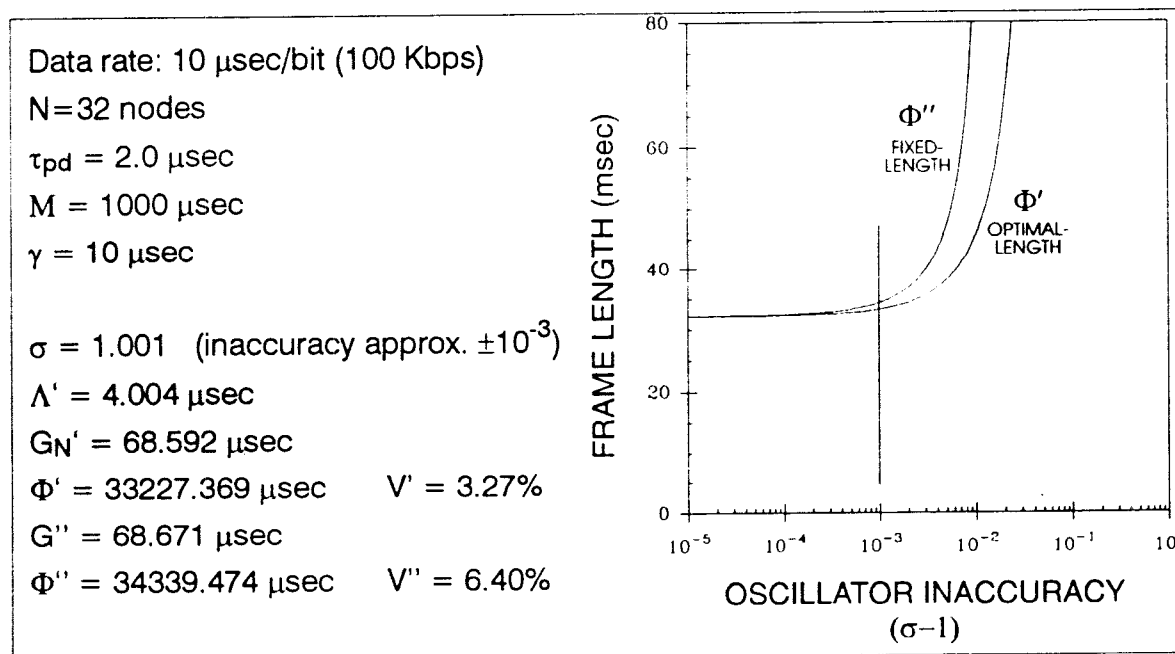 Data rate: 10 μsec/bit (100 Kbps)
N=32 nodes
τpd = 2.0 μsec
M = 1000 μsec
γ = 10 μsec
σ = 1.001 (inaccuracy approx. ±10⁻³)
Λ' = 4.004 μsec
GN' = 68.592 μsec
Φ' = 33227.369 μsec V' = 3.27%
G'' = 68.671 μsec
Φ'' = 34339.474 μsec V'' = 6.40%
FRAME LENGTH (msec)
80
60
40
20
0
Φ''
FIXED-
LENGTH
Φ'
OPTIMAL-
LENGTH
10⁻⁵ 10⁻⁴ 10⁻³ 10⁻² 10⁻¹ 10
OSCILLATOR INACCURACY
(σ–1)